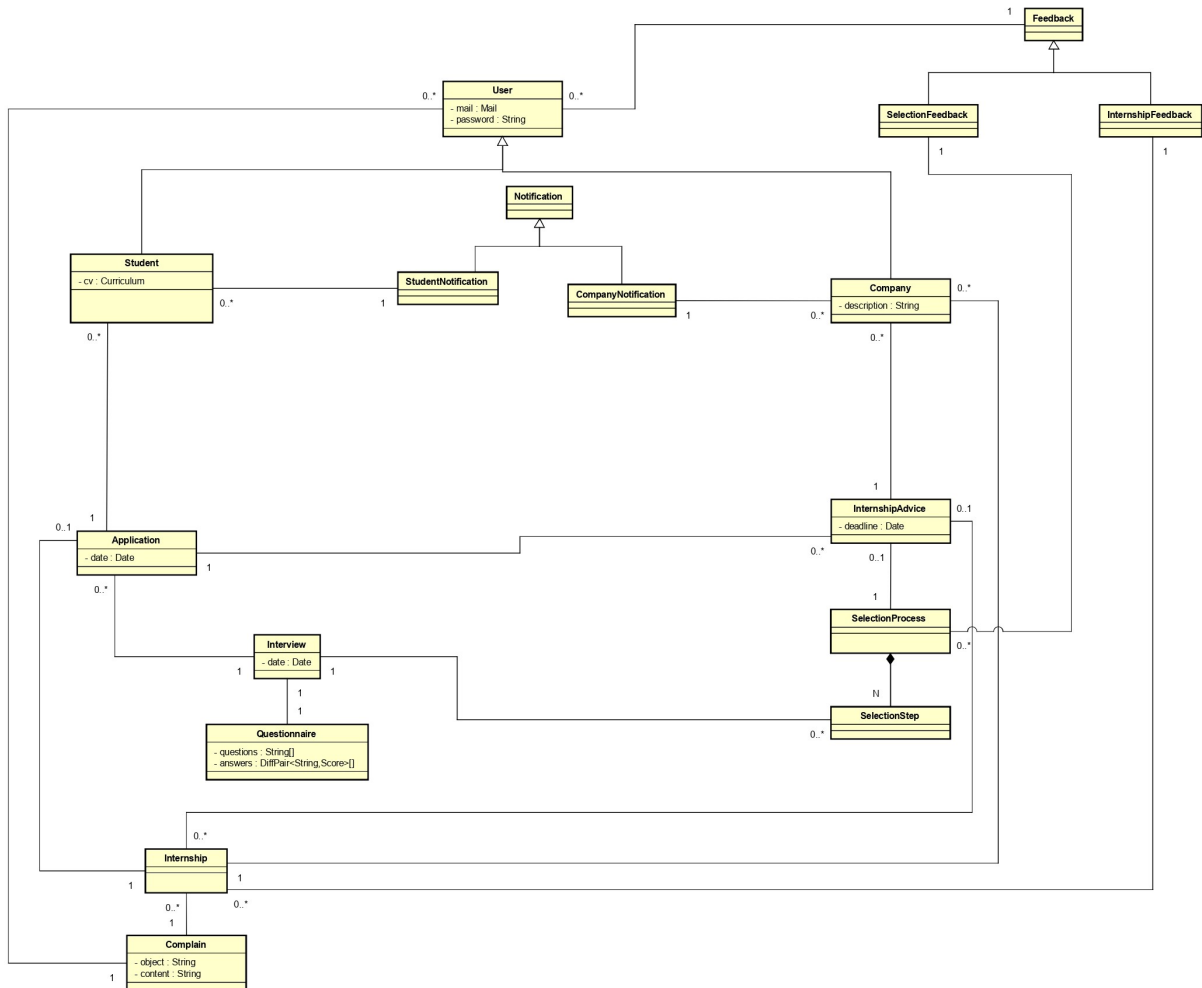 1
Feedback
User
0..*
0..*
- mail : Mail
- password : String
SelectionFeedback
InternshipFeedback
1
1
Notification
Student
- cv : Curriculum
StudentNotification
CompanyNotification
Company
- description : String
0..*
0..*
1
1
0..*
0..*
0..*
1
1
0..1
Application
- date : Date
1
0..*
InternshipAdvice
- deadline : Date
0..1
0..*
0..1
1
SelectionProcess
0..*
Interview
- date : Date
1
1
1
1
N
SelectionStep
0..*
Questionnaire
- questions : String[]
- answers : DiffPair<String,Score>[]
0..*
Internship
1
1
0..*
0..*
1
Complain
- object : String
- content : String
1